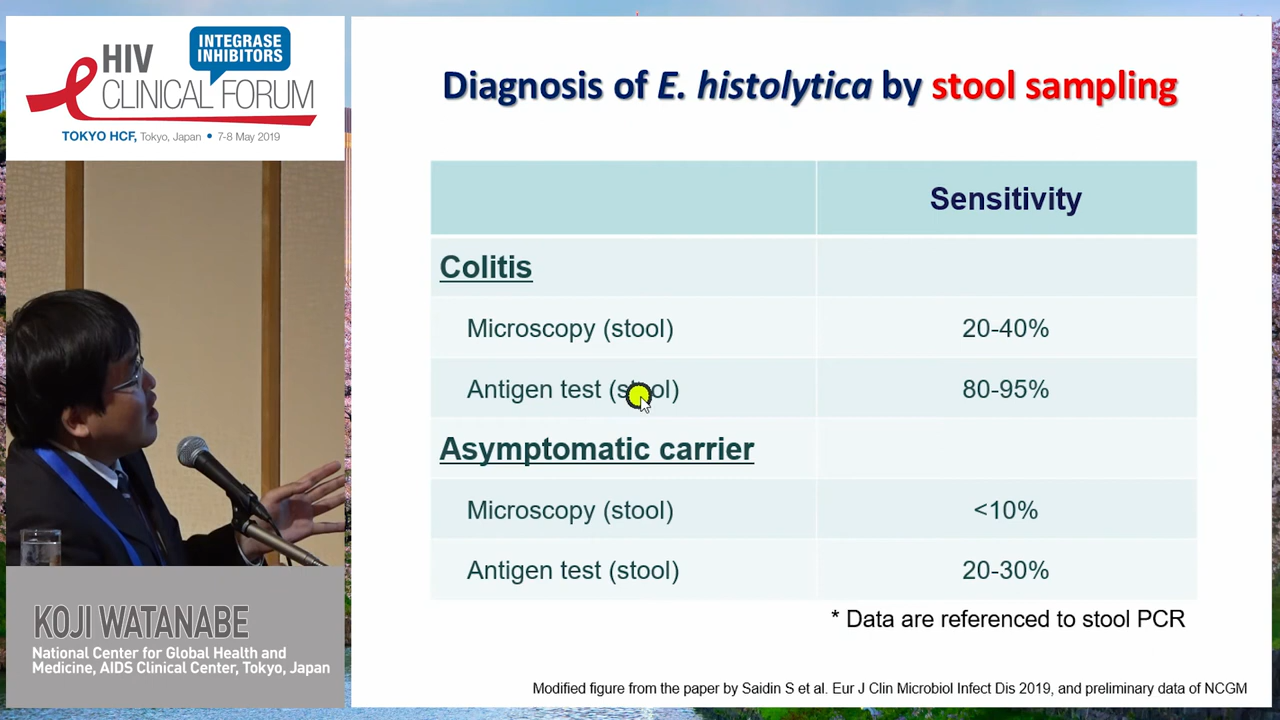 HIV
INTEGRASE
INHIBITORS
CLINICAL FORUM
TOKYO HCF, Tokyo, Japan • 7-8 May 2019
KOJI WATANABE
National Center for Global Health and
Medicine, AIDS Clinical Center, Tokyo, Japan
Diagnosis of E. histolytica by stool sampling
Sensitivity
Colitis
Microscopy (stool) 20-40%
Antigen test (stool) 80-95%
Asymptomatic carrier
Microscopy (stool) <10%
Antigen test (stool) 20-30%
* Data are referenced to stool PCR
Modified figure from the paper by Saidin S et al. Eur J Clin Microbiol Infect Dis 2019, and preliminary data of NCGM